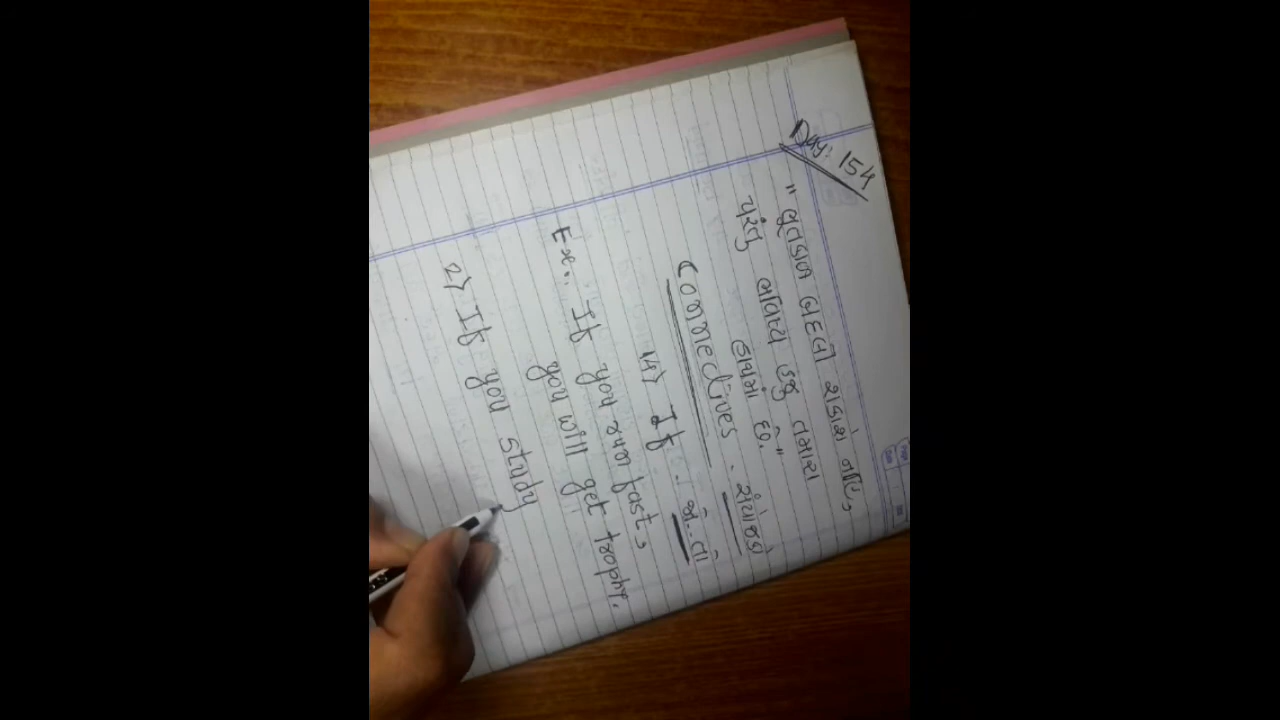 Day: 154
"ભૂતકાળ બદલી શકાશે નહિ,
પરંતુ ભવિષ્ય હજુ તમારા
હાથમાં છે."
Connectives . સંયોજકો
14) If . જો..તો
Ex:. If you run fast,
you will get trophy.
2) If you study